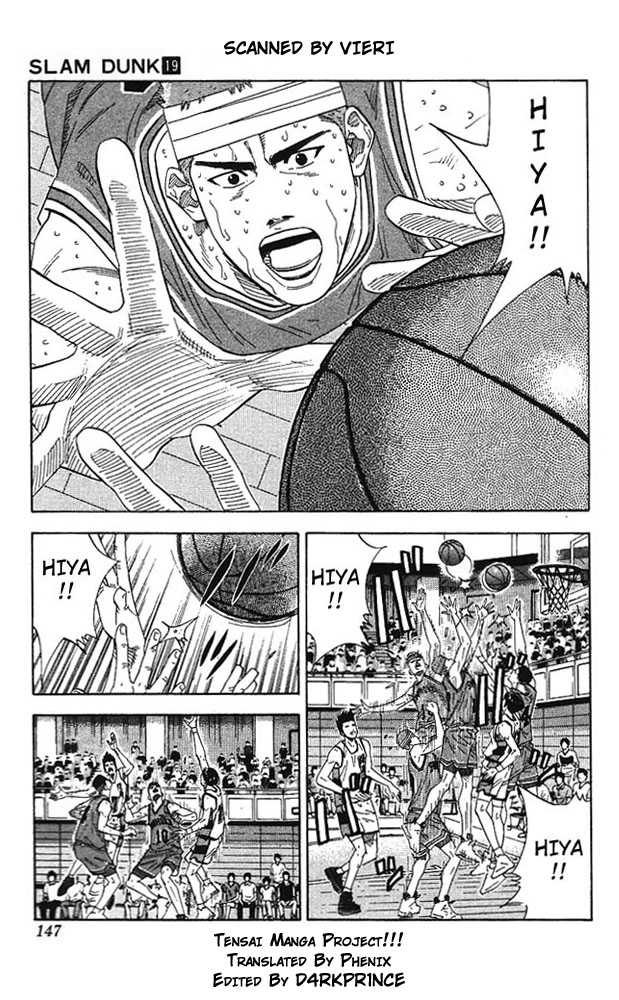 SCANNED BY VIERI
SLAM DUNK 19
HIYA!!
HIYA
!!
HIYA
!!
HIYA
!!
10
147
TENSAI MANGA PROJECT!!!
TRANSLATED BY PHENIX
EDITED BY D4RKPR1NCE